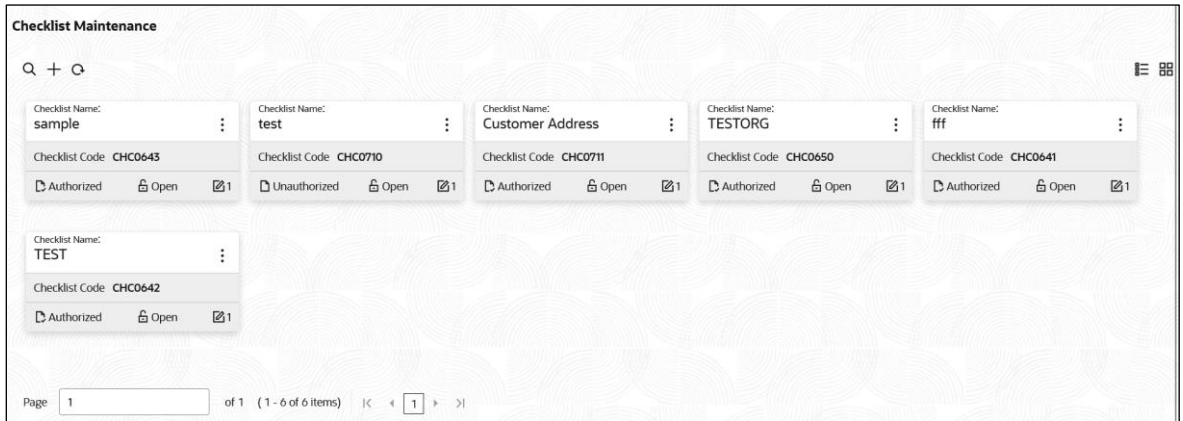 Checklist Maintenance
Checklist Name:
sample
Checklist Code CHC0643
Authorized Open 1
Checklist Name:
test
Checklist Code CHC0710
Unauthorized Open 1
Checklist Name:
Customer Address
Checklist Code CHC0711
Authorized Open 1
Checklist Name:
TESTORG
Checklist Code CHC0650
Authorized Open 1
Checklist Name:
fff
Checklist Code CHC0641
Authorized Open 1
Checklist Name:
TEST
Checklist Code CHC0642
Authorized Open 1
Page 1 of 1 (1 - 6 of 6 items) 1